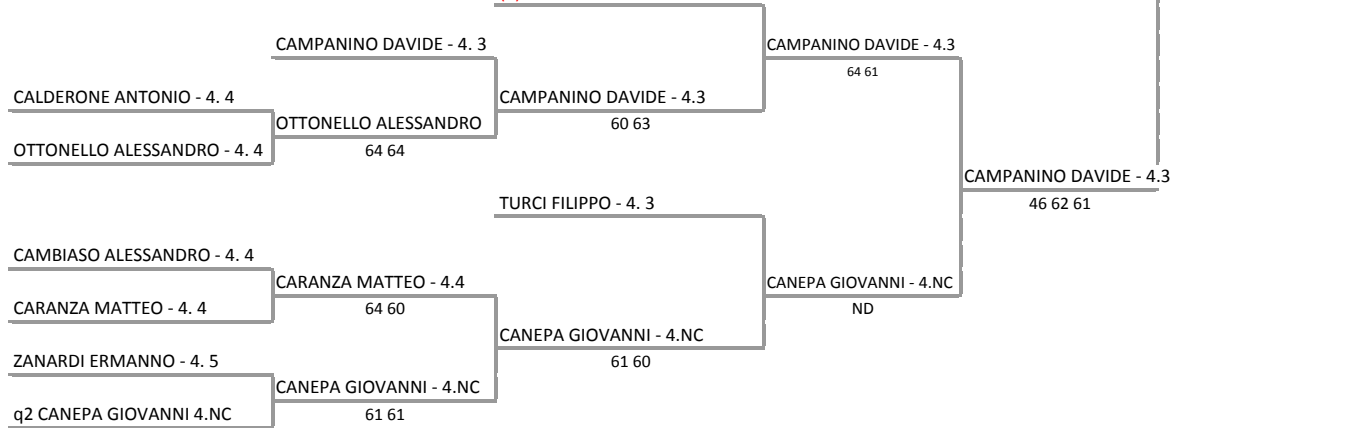 CAMPANINO DAVIDE - 4. 3
CAMPANINO DAVIDE - 4.3
64 61
CALDERONE ANTONIO - 4. 4
CAMPANINO DAVIDE - 4.3
OTTONELLO ALESSANDRO
60 63
OTTONELLO ALESSANDRO - 4. 4
64 64
CAMPANINO DAVIDE - 4.3
TURCI FILIPPO - 4. 3
46 62 61
CAMBIASO ALESSANDRO - 4. 4
CARANZA MATTEO - 4.4
CANEPA GIOVANNI - 4.NC
CARANZA MATTEO - 4. 4
64 60
ND
CANEPA GIOVANNI - 4.NC
ZANARDI ERMANNO - 4. 5
61 60
CANEPA GIOVANNI - 4.NC
q2 CANEPA GIOVANNI 4.NC
61 61